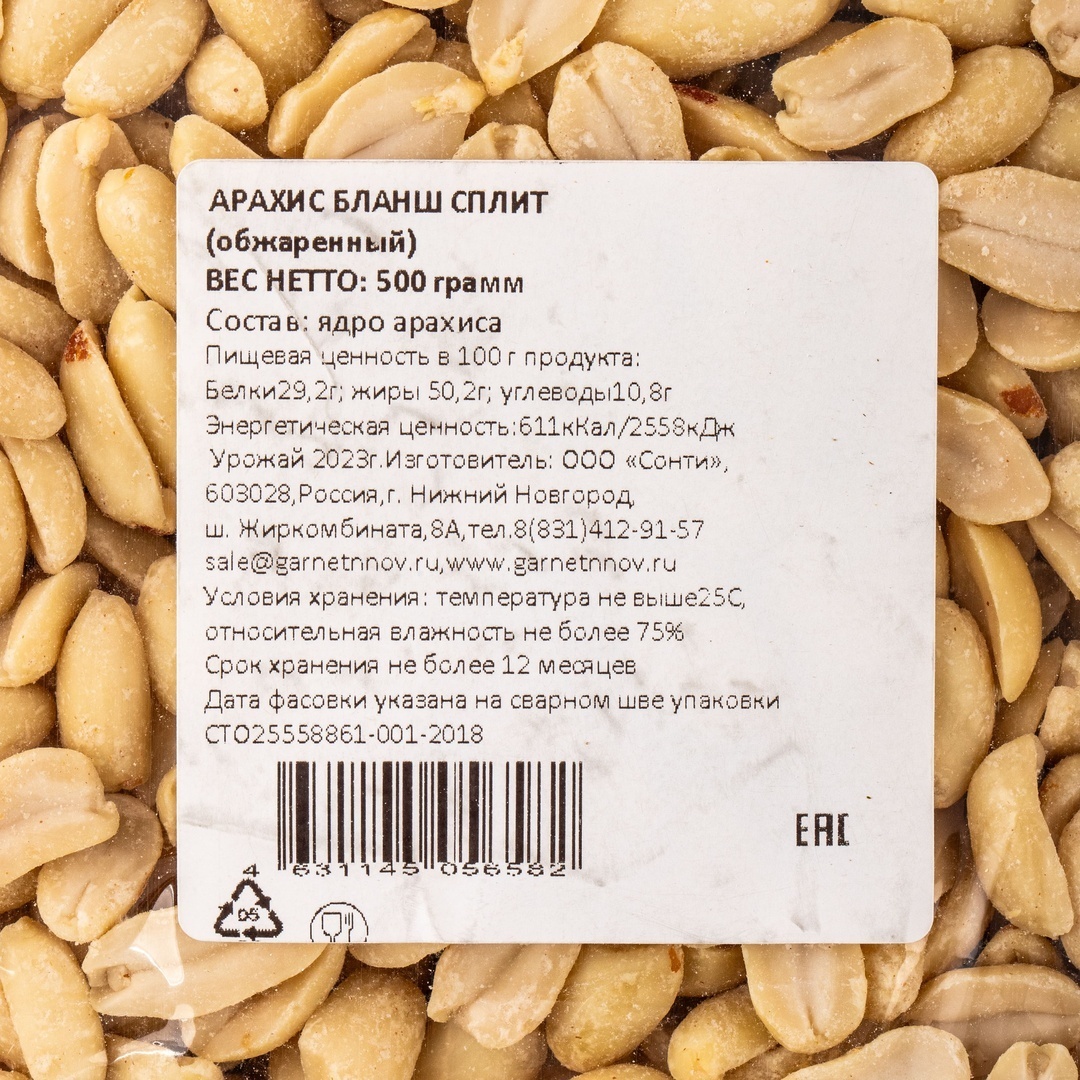 АРАХИС БЛАНШ СПЛИТ
(обжаренный)
ВЕС НЕТТО: 500 грамм
Состав: ядро арахиса
Пищевая ценность в 100 г продукта:
Белки29,2г; жиры 50,2г; углеводы10,8г
Энергетическая ценность:611кКал/2558кДж
Урожай 2023г.Изготовитель: ООО «Сонти»,
603028,Россия,г. Нижний Новгород,
ш. Жиркомбината,8А,тел.8(831)412-91-57
sale@garnetnnov.ru,www.garnetnnov.ru
Условия хранения: температура не выше25С,
относительная влажность не более 75%
Срок хранения не более 12 месяцев
Дата фасовки указана на сварном шве упаковки
СТО25558861-001-2018
EAC
4 631145 056582
05